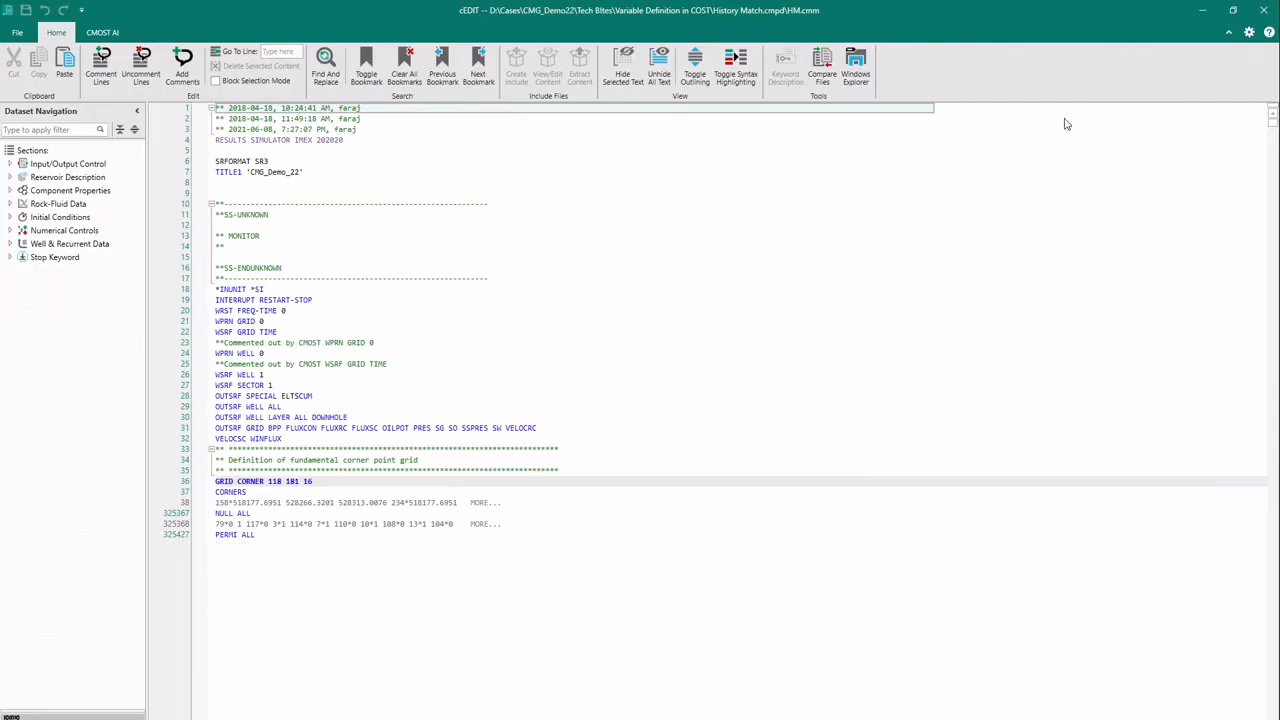 cEDIT -- D:\Cases\CMG_Demo22\Tech BItes\Variable Definition in COST\History Match.cmpd\HM.cmm
File Home CMOST AI
Cut Copy Paste
Clipboard
Comment Lines
Uncomment Lines
Add Comments
Go To Line: Type here
Delete Selected Content
Block Selection Mode
Edit
Find And Replace
Toggle Bookmark
Clear All Bookmarks
Previous Bookmark
Next Bookmark
Search
Create Include
View/Edit Content
Extract Content
Include Files
Hide Selected Text
Unhide All Text
Toggle Outlining
Toggle Syntax Highlighting
View
Keyword Description
Compare Files
Windows Explorer
Tools
Dataset Navigation
Type to apply filter
Sections:
Input/Output Control
Reservoir Description
Component Properties
Rock-Fluid Data
Initial Conditions
Numerical Controls
Well & Recurrent Data
Stop Keyword
1 ** 2018-04-18, 10:24:41 AM, faraj
2 ** 2018-04-18, 11:49:18 AM, faraj
3 ** 2021-06-08, 7:27:07 PM, faraj
4 RESULTS SIMULATOR IMEX 202020
5
6 SRFORMAT SR3
7 TITLE1 'CMG_Demo_22'
8
9
10 **------------------------------------------------------------
11 **SS-UNKNOWN
12
13 ** MONITOR
14 **
15
16 **SS-ENDUNKNOWN
17 **------------------------------------------------------------
18 *INUNIT *SI
19 INTERRUPT RESTART-STOP
20 WRST FREQ-TIME 0
21 WPRN GRID 0
22 WSRF GRID TIME
23 **Commented out by CMOST WPRN GRID 0
24 WPRN WELL 0
25 **Commented out by CMOST WSRF GRID TIME
26 WSRF WELL 1
27 WSRF SECTOR 1
28 OUTSRF SPECIAL ELTSCUM
29 OUTSRF WELL ALL
30 OUTSRF WELL LAYER ALL DOWNHOLE
31 OUTSRF GRID BPP FLUXCON FLUXRC FLUXSC OILPOT PRES SG SO SSPRES SW VELOCRC
32 VELOCSC WINFLUX
33 ** ***************************************************************************
34 ** Definition of fundamental corner point grid
35 ** ***************************************************************************
36 GRID CORNER 118 181 16
37 CORNERS
38 158*518177.6951 528266.3201 528313.0076 234*518177.6951 MORE...
325367 NULL ALL
325368 79*0 1 117*0 3*1 114*0 7*1 110*0 10*1 108*0 13*1 104*0 MORE...
325427 PERMI ALL